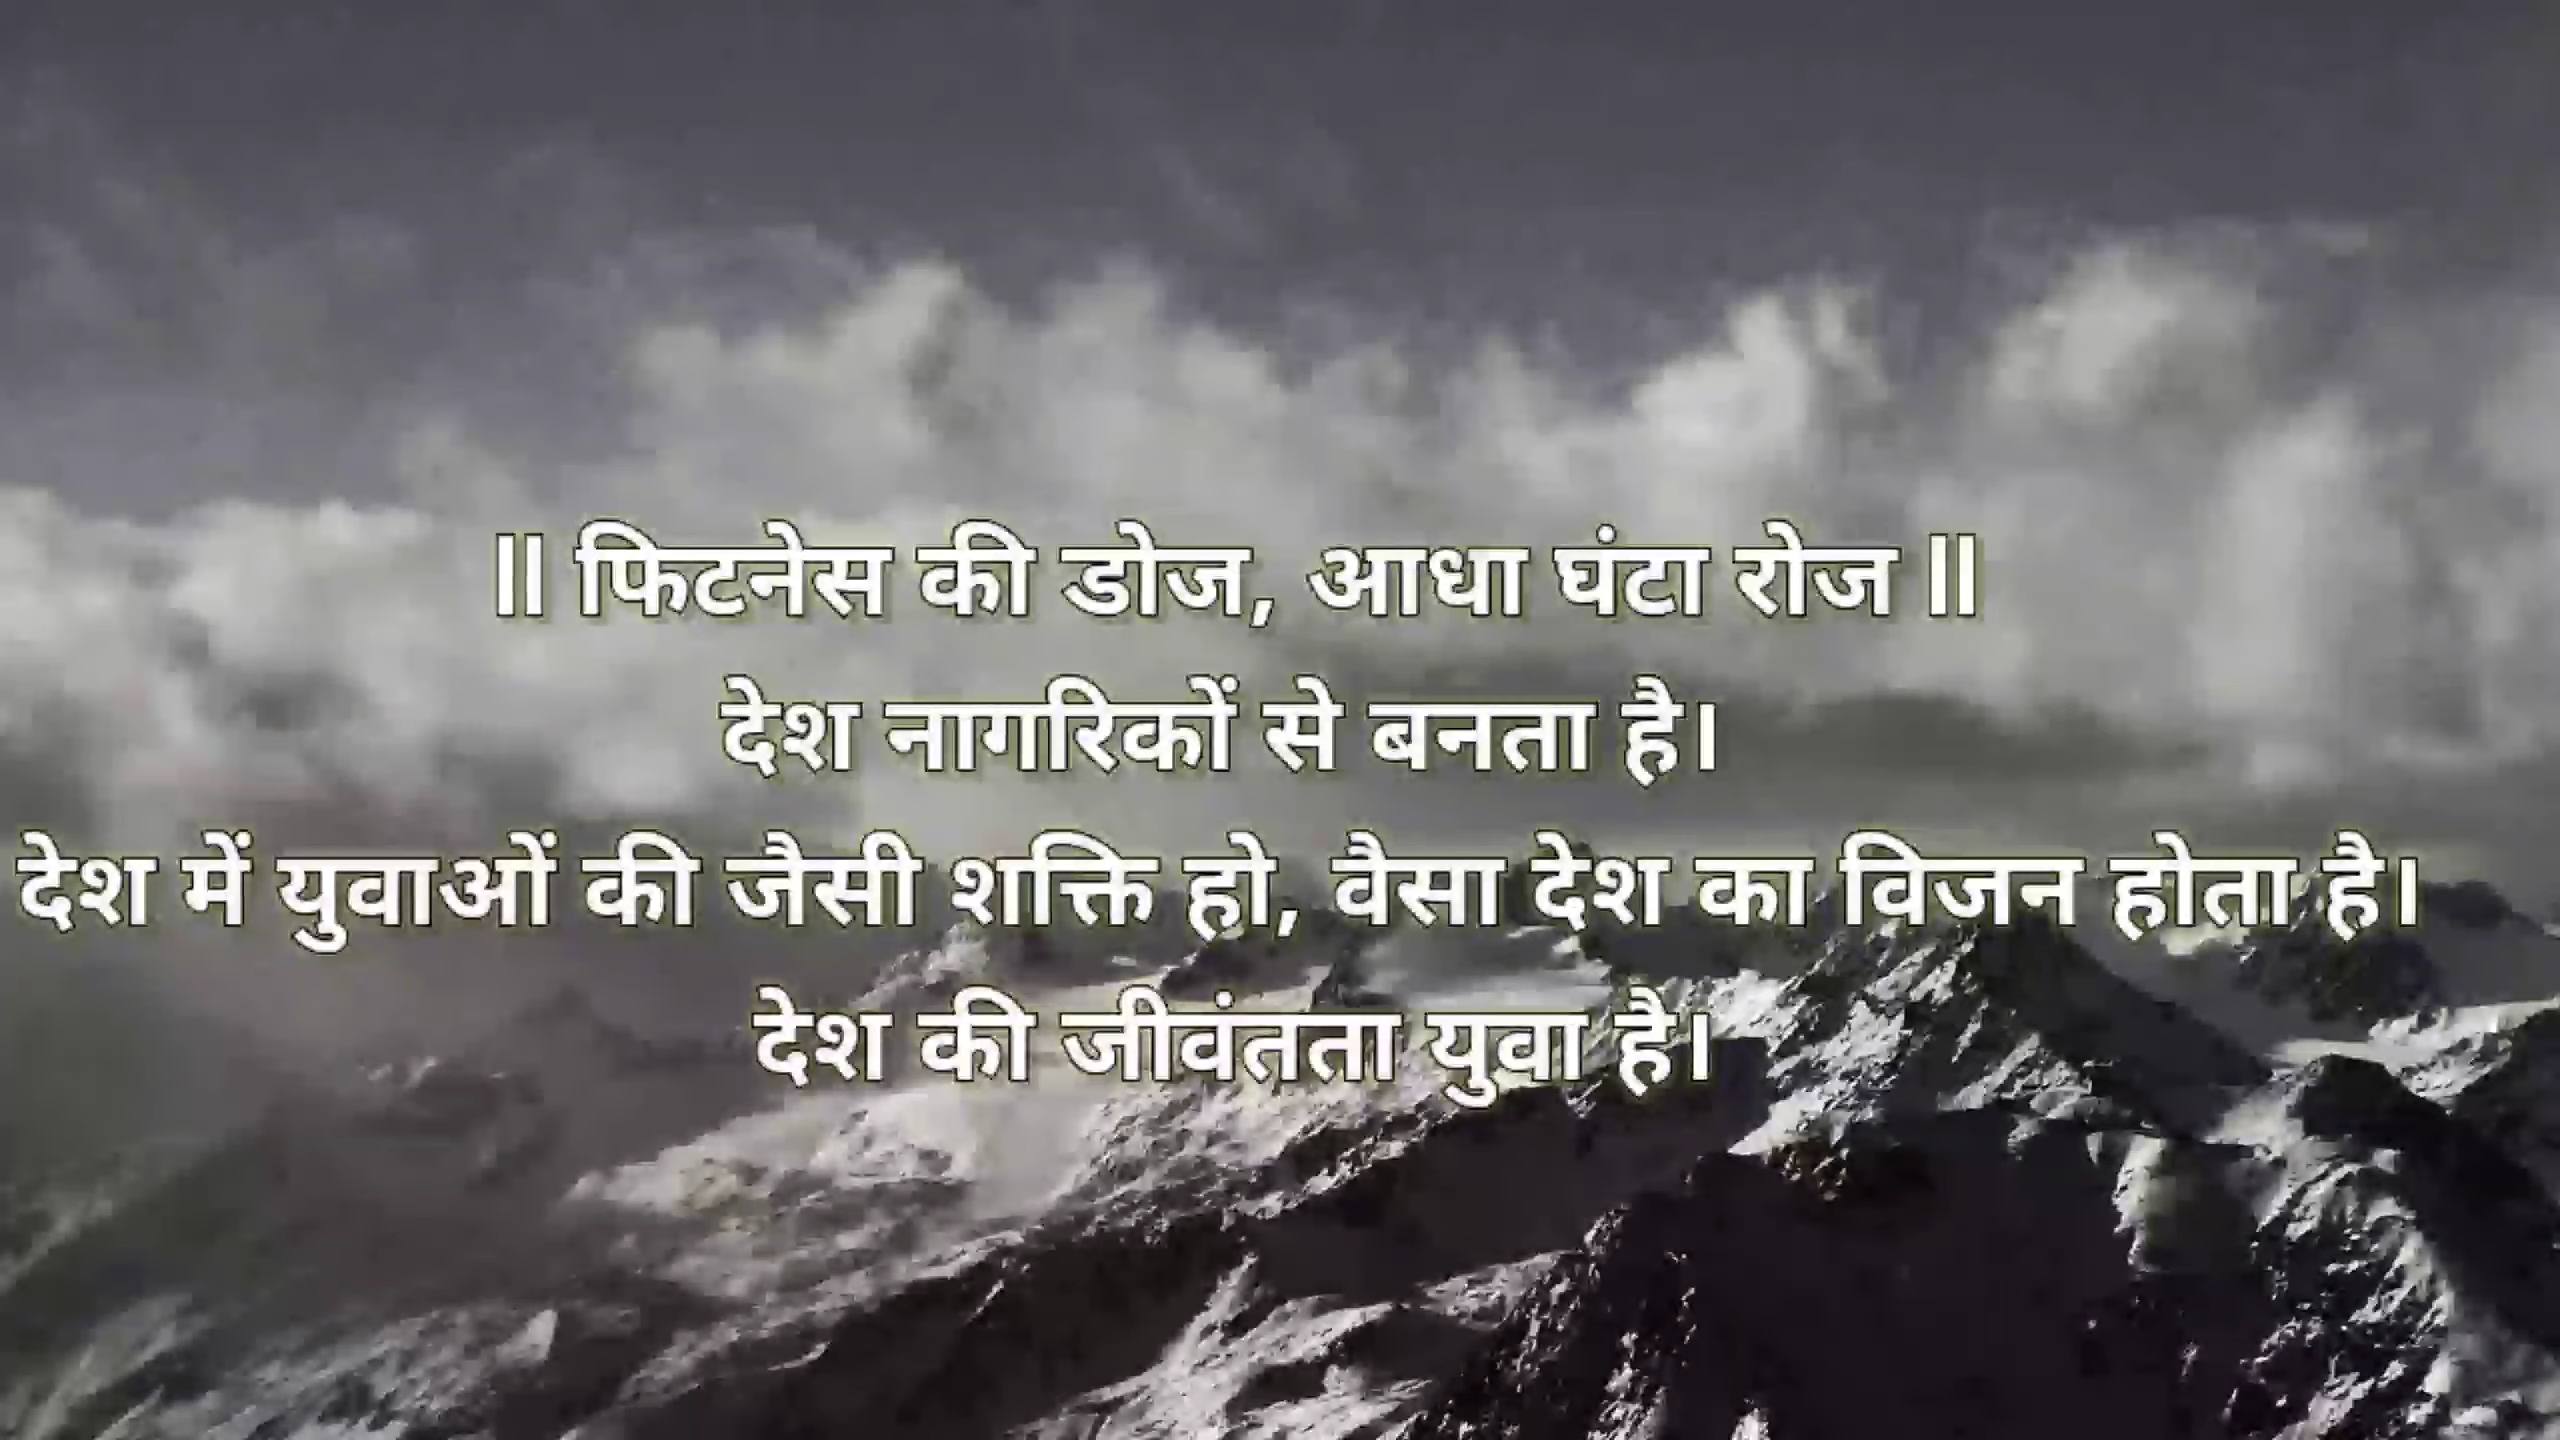 ॥ फिटनेस की डोज, आधा घंटा रोज ॥
देश नागरिकों से बनता है।
देश में युवाओं की जैसी शक्ति हो, वैसा देश का विजन होता है।
देश की जीवंतता युवा है।